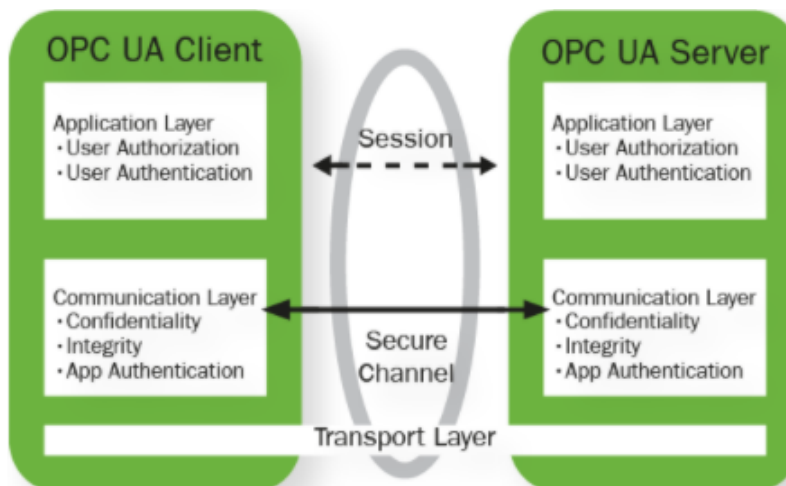 OPC UA Client
Application Layer
· User Authorization
· User Authentication
Communication Layer
· Confidentiality
· Integrity
· App Authentication
Session
Secure
Channel
Transport Layer
OPC UA Server
Application Layer
· User Authorization
· User Authentication
Communication Layer
· Confidentiality
· Integrity
· App Authentication